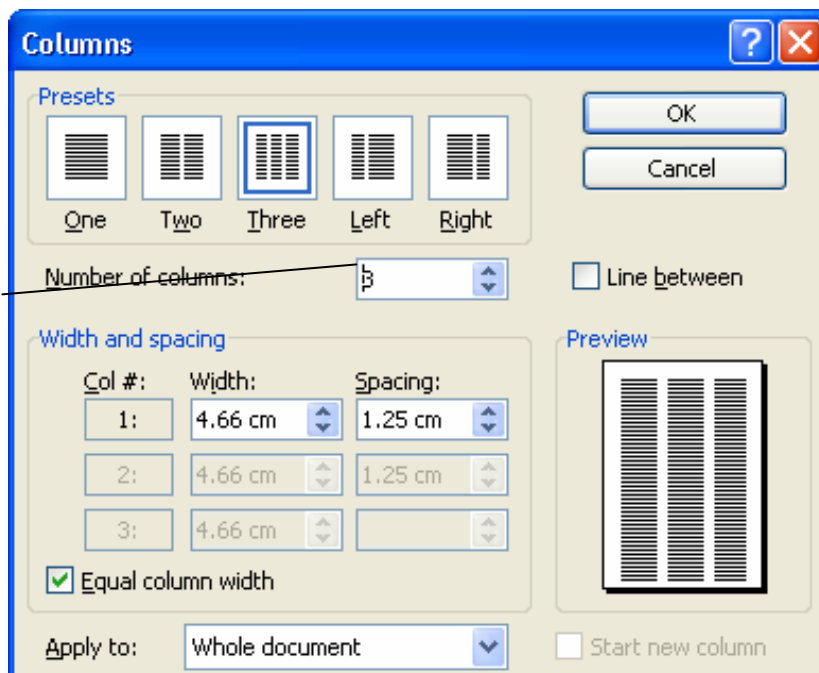 Columns
Presets
OK
Cancel
One Two Three Left Right
Number of columns: 3
Line between
Width and spacing
Preview
Col #: Width: Spacing:
1: 4.66 cm 1.25 cm
2: 4.66 cm 1.25 cm
3: 4.66 cm
Equal column width
Apply to: Whole document
Start new column